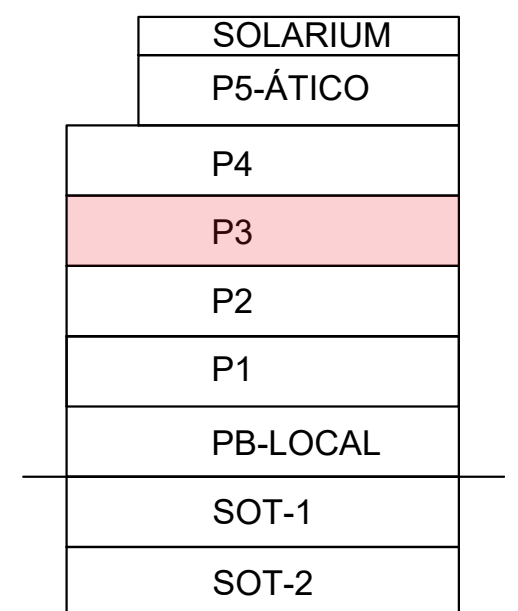 SOLARIUM
P5-ÁTICO
P4
P3
P2
P1
PB-LOCAL
SOT-1
SOT-2